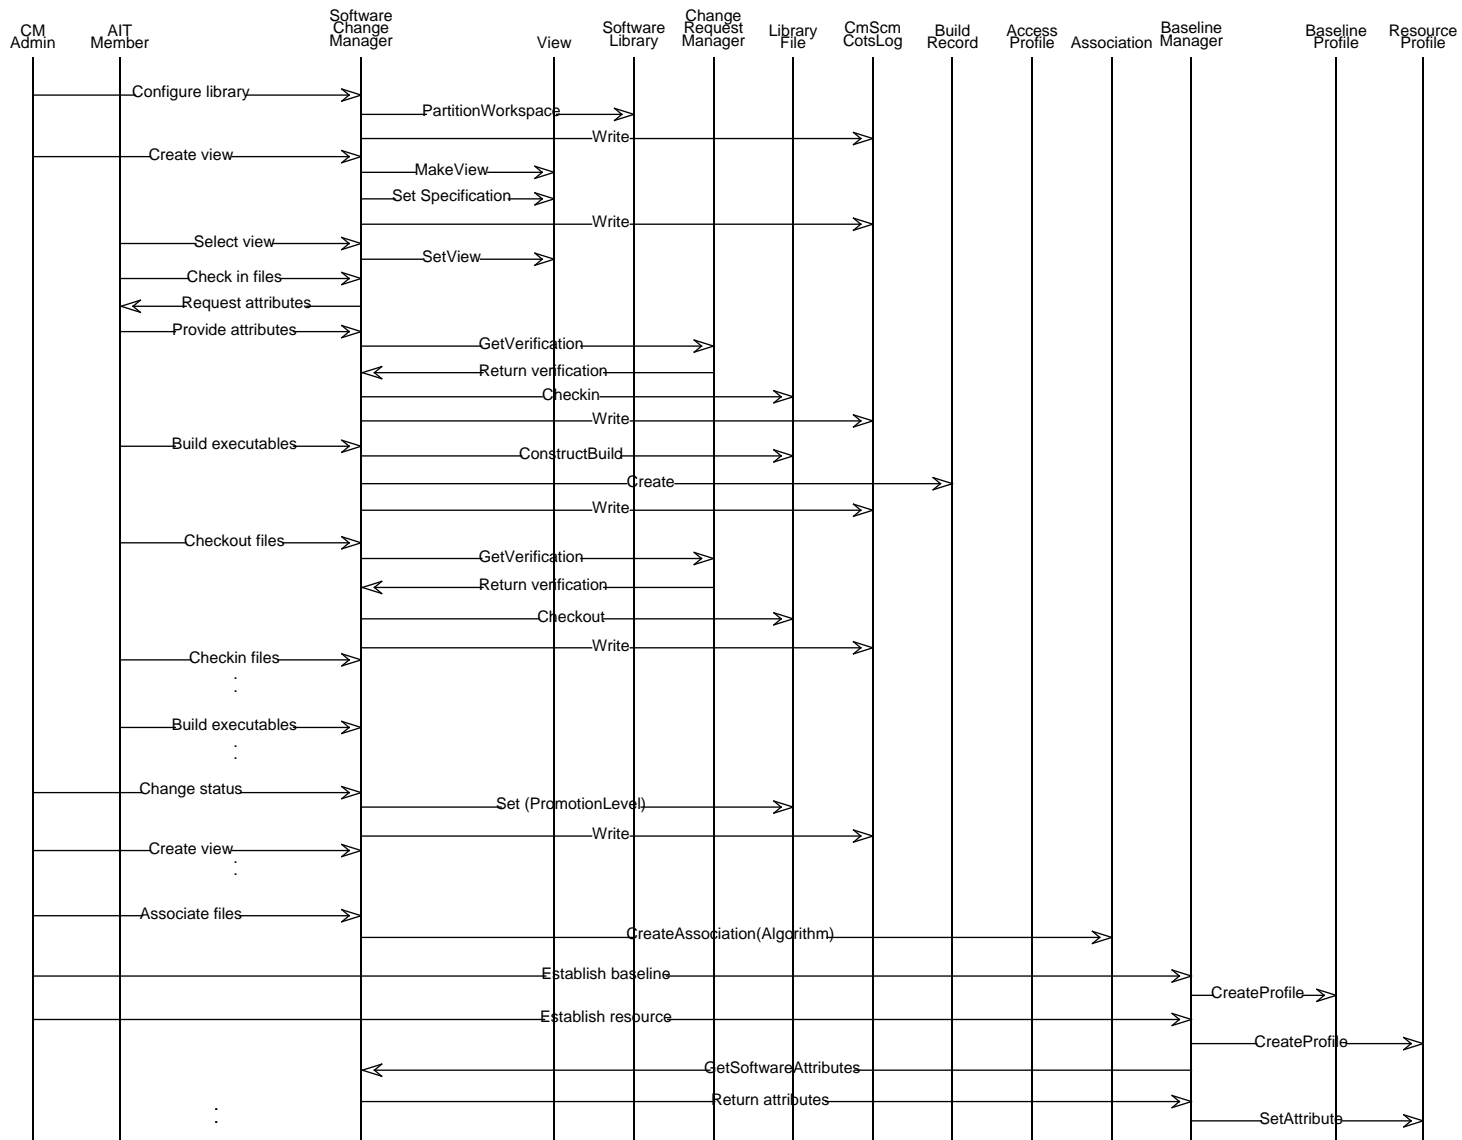 CM
Admin
AIT
Member
Software
Change
Manager
View
Software
Library
Change
Request
Manager
Library
File
CmScm
CotsLog
Build
Record
Access
Profile
Association
Baseline
Manager
Baseline
Profile
Resource
Profile
Configure library
PartitionWorkspace
Write
Create view
MakeView
Set Specification
Write
Select view
SetView
Check in files
Request attributes
Provide attributes
GetVerification
Return verification
Checkin
Write
Build executables
ConstructBuild
Create
Write
Checkout files
GetVerification
Return verification
Checkout
Write
Checkin files
.
.
Build executables
.
.
Change status
Set (PromotionLevel)
Write
Create view
.
.
Associate files
CreateAssociation(Algorithm)
Establish baseline
CreateProfile
Establish resource
CreateProfile
GetSoftwareAttributes
Return attributes
.
.
SetAttribute